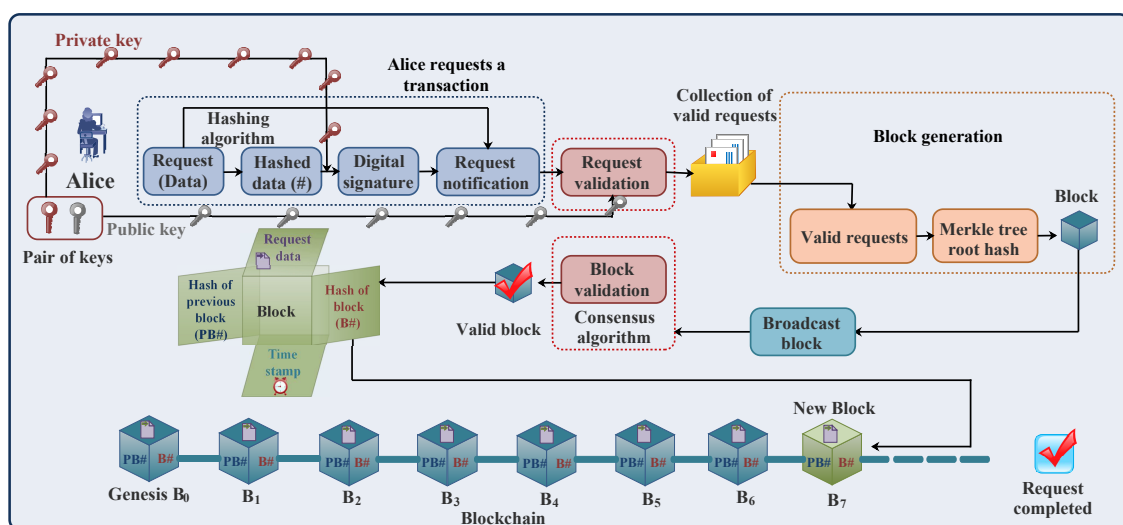 Private key
Alice requests a
transaction
Hashing
algorithm
Collection of
valid requests
Block generation
Alice
Request
(Data)
Hashed
data (#)
Digital
signature
Request
notification
Request
validation
Valid requests
Merkle tree
root hash
Block
Public key
Pair of keys
Request
data
Hash of
previous
block
(PB#)
Block
Hash of
block
(B#)
Time
stamp
Valid block
Block
validation
Consensus
algorithm
Broadcast
block
New Block
PB# B#
PB# B#
PB# B#
PB# B#
PB# B#
PB# B#
PB# B#
PB# B#
Genesis B0
B1
B2
B3
B4
B5
B6
B7
Blockchain
Request
completed